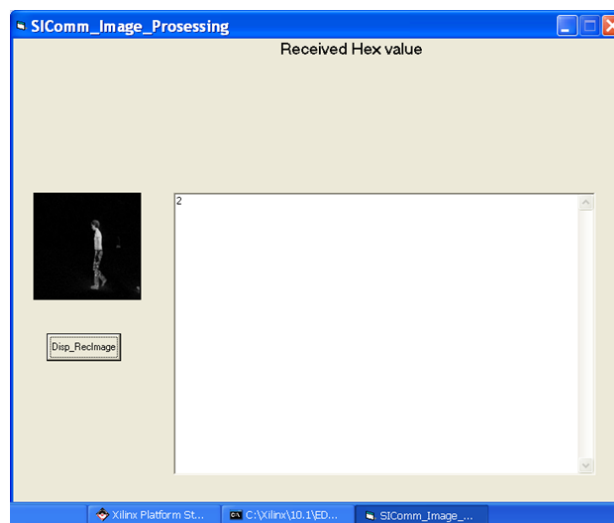 SIComm_Image_Prosessing
Received Hex value
2
Disp_RecImage
Xilinx Platform St...
C:\Xilinx\10.1\ED...
SIComm_Image_...